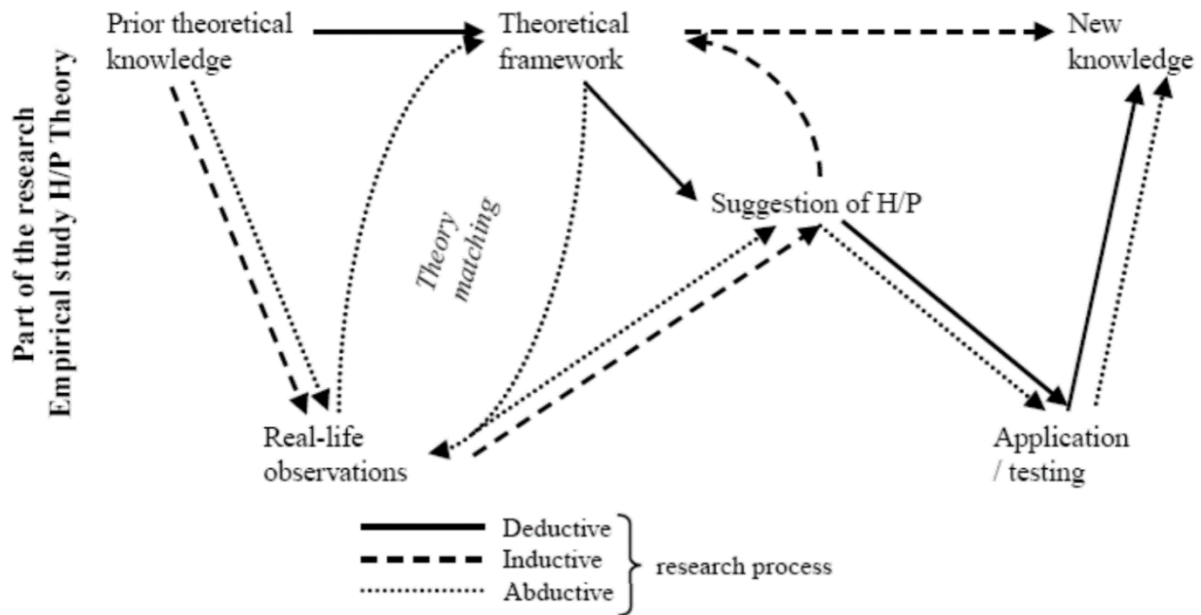 Prior theoretical
knowledge
Theoretical
framework
New
knowledge
Part of the research
Empirical study H/P Theory
Suggestion of H/P
Theory
matching
Real-life
observations
Application
/ testing
Deductive
Inductive
Abductive
research process